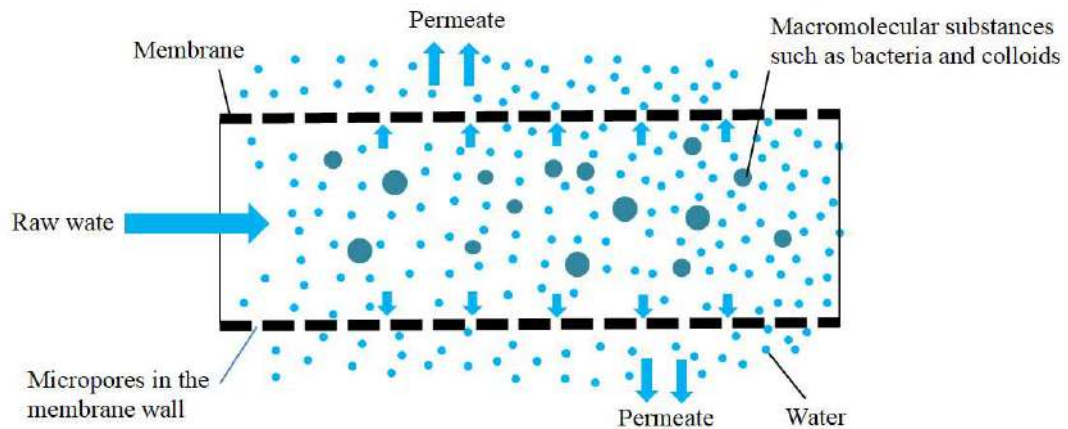 Permeate
Membrane
Macromolecular substances
such as bacteria and colloids
Raw wate
Micropores in the
membrane wall
Permeate
Water